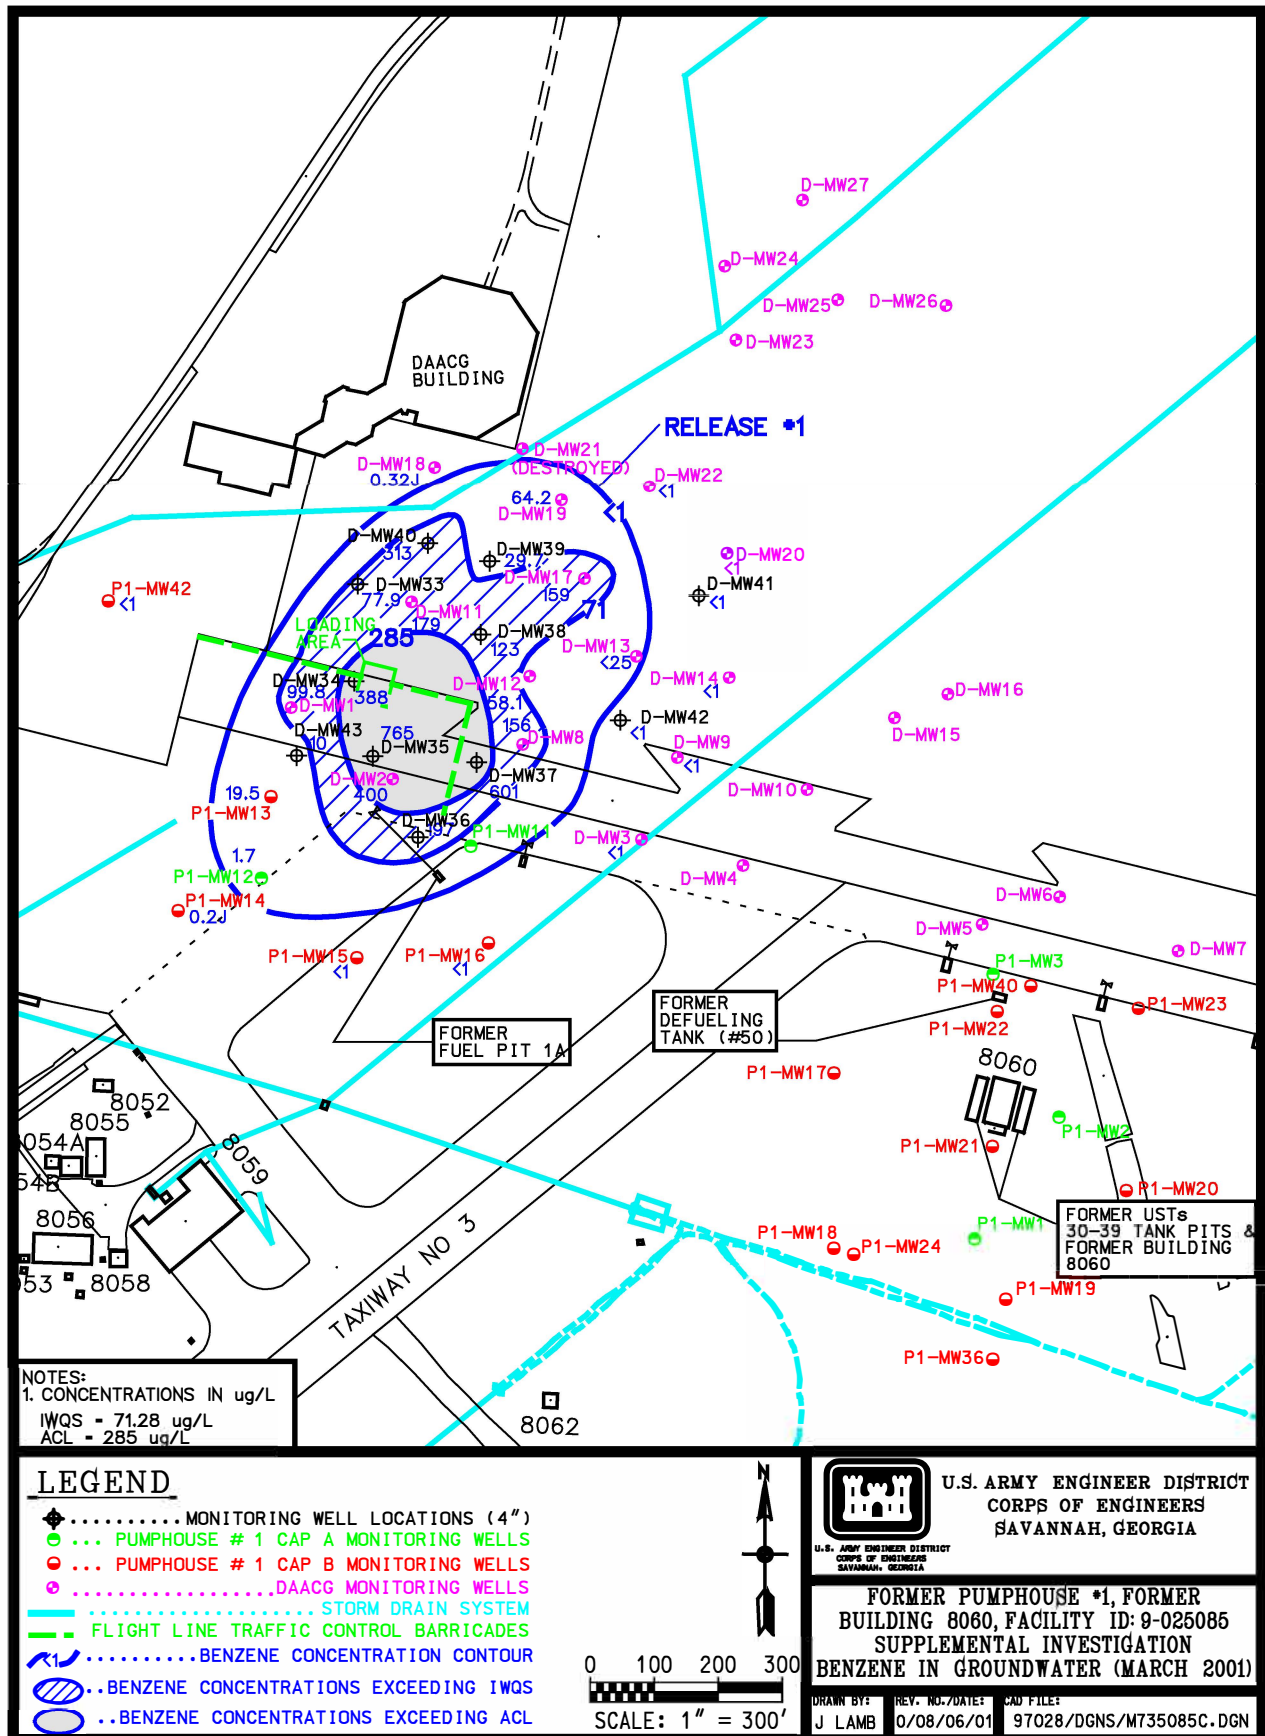 D-MW27
D-MW24
D-MW25
D-MW26
D-MW23
DAACG
BUILDING
RELEASE #1
D-MW21
(DESTROYED)
D-MW18
0.32J
D-MW22
<1
64.2
D-MW19
<1
D-MW40
313
D-MW39
29.7
D-MW20
<1
D-MW17
159
D-MW33
77.9
D-MW41
<1
P1-MW42
<1
D-MW11
179
71
LOADING
AREA
285
D-MW38
123
D-MW13
<25
D-MW34
388
D-MW12
58.1
D-MW14
<1
99.8
D-MW1
D-MW16
D-MW15
D-MW42
<1
D-MW43
10
765
D-MW35
156
D-MW8
D-MW9
<1
D-MW37
601
D-MW2
400
D-MW10
19.5
P1-MW13
D-MW36
197
P1-MW11
D-MW3
<1
1.7
P1-MW12
D-MW4
P1-MW14
0.2J
D-MW6
D-MW5
D-MW7
P1-MW15
<1
P1-MW16
<1
P1-MW3
P1-MW40
P1-MW23
P1-MW22
FORMER
DEFUELING
TANK (#50)
FORMER
FUEL PIT 1A
8060
P1-MW17
P1-MW2
8052
8055
054A
8059
P1-MW21
P1-MW20
54B
8056
053
8058
TAXIWAY NO 3
P1-MW18
P1-MW24
P1-MW1
FORMER USTs
30-39 TANK PITS &
FORMER BUILDING
8060
P1-MW19
P1-MW36
8062
NOTES:
1. CONCENTRATIONS IN ug/L
IWQS - 71.28 ug/L
ACL - 285 ug/L
LEGEND
.......... MONITORING WELL LOCATIONS (4")
... PUMPHOUSE # 1 CAP A MONITORING WELLS
... PUMPHOUSE # 1 CAP B MONITORING WELLS
..................DAACG MONITORING WELLS
.................... STORM DRAIN SYSTEM
FLIGHT LINE TRAFFIC CONTROL BARRICADES
<1 .......... BENZENE CONCENTRATION CONTOUR
..BENZENE CONCENTRATIONS EXCEEDING IWQS
..BENZENE CONCENTRATIONS EXCEEDING ACL
N
0 100 200 300
SCALE: 1" = 300'
U.S. ARMY ENGINEER DISTRICT
CORPS OF ENGINEERS
SAVANNAH, GEORGIA
U.S. ARMY ENGINEER DISTRICT
CORPS OF ENGINEERS
SAVANNAH, GEORGIA
FORMER PUMPHOUSE #1, FORMER
BUILDING 8060, FACILITY ID: 9-025085
SUPPLEMENTAL INVESTIGATION
BENZENE IN GROUNDWATER (MARCH 2001)
DRAWN BY:
J LAMB
REV. NO./DATE:
0/08/06/01
CAD FILE:
97028/DGNS/M735085C.DGN